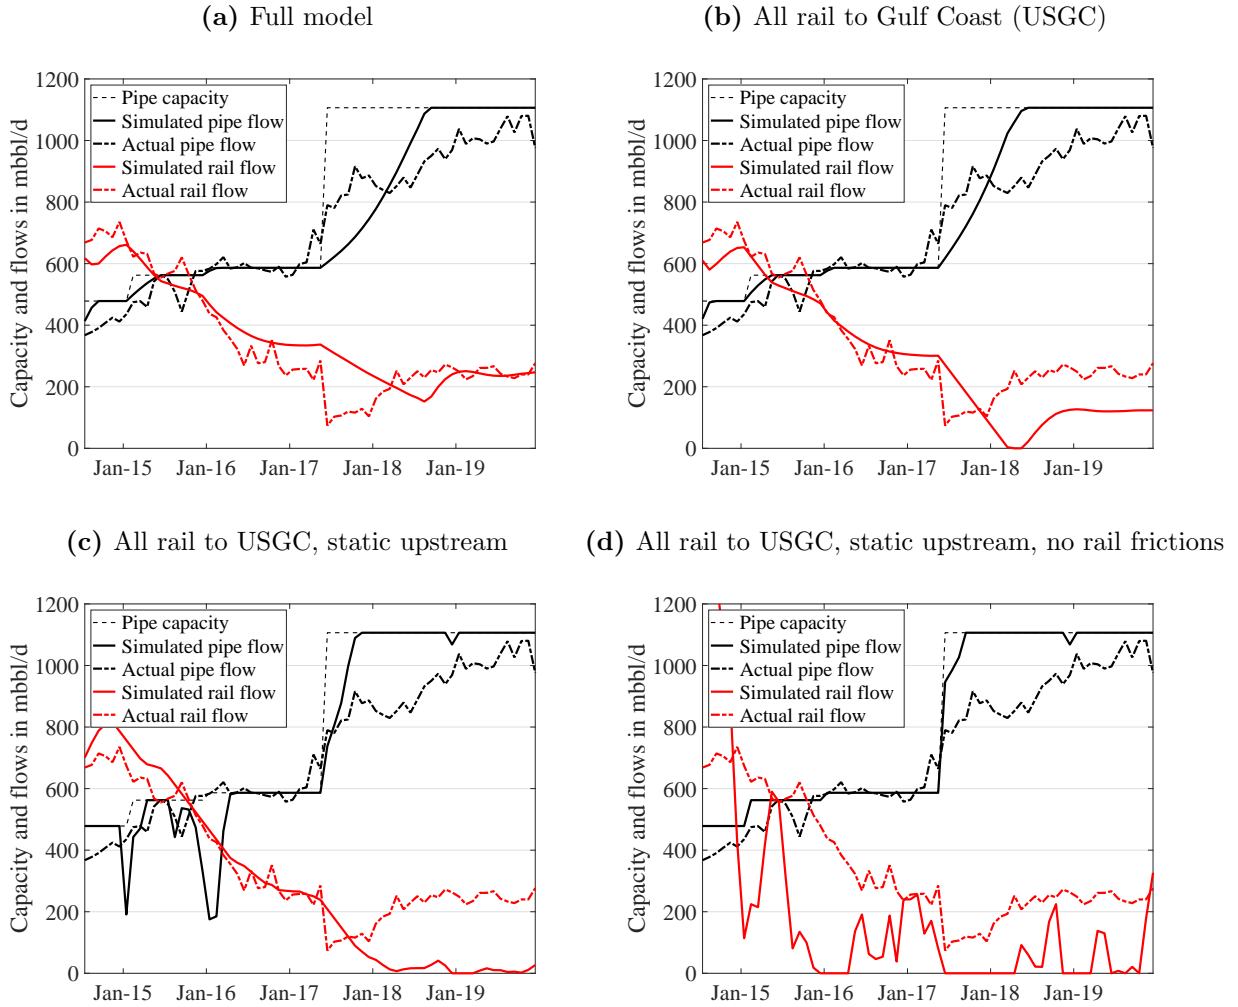 (a) Full model
Capacity and flows in mbbl/d
1200
1000
800
600
400
200
0
Pipe capacity
Simulated pipe flow
Actual pipe flow
Simulated rail flow
Actual rail flow
Jan-15 Jan-16 Jan-17 Jan-18 Jan-19
(b) All rail to Gulf Coast (USGC)
Capacity and flows in mbbl/d
1200
1000
800
600
400
200
0
Pipe capacity
Simulated pipe flow
Actual pipe flow
Simulated rail flow
Actual rail flow
Jan-15 Jan-16 Jan-17 Jan-18 Jan-19
(c) All rail to USGC, static upstream
Capacity and flows in mbbl/d
1200
1000
800
600
400
200
0
Pipe capacity
Simulated pipe flow
Actual pipe flow
Simulated rail flow
Actual rail flow
Jan-15 Jan-16 Jan-17 Jan-18 Jan-19
(d) All rail to USGC, static upstream, no rail frictions
Capacity and flows in mbbl/d
1200
1000
800
600
400
200
0
Pipe capacity
Simulated pipe flow
Actual pipe flow
Simulated rail flow
Actual rail flow
Jan-15 Jan-16 Jan-17 Jan-18 Jan-19